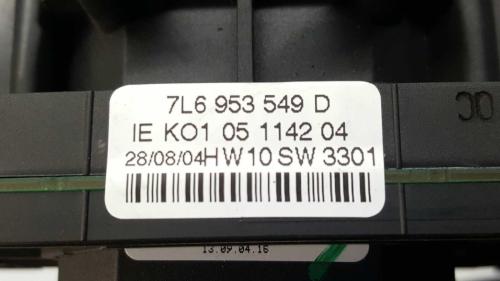 7L6 953 549 D
IE KO1 05 1142 04
28/08/04HW10 SW 3301
13.09.04.16